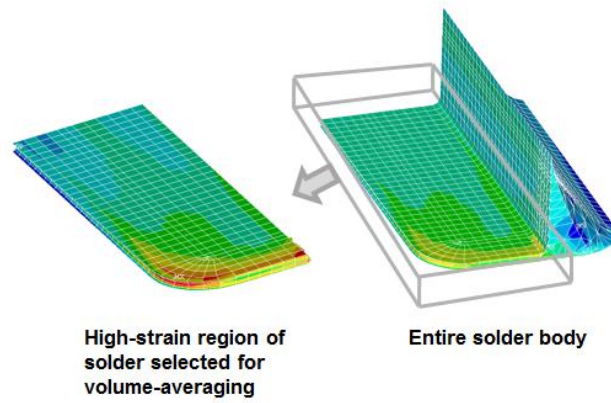 High-strain region of
solder selected for
volume-averaging
Entire solder body